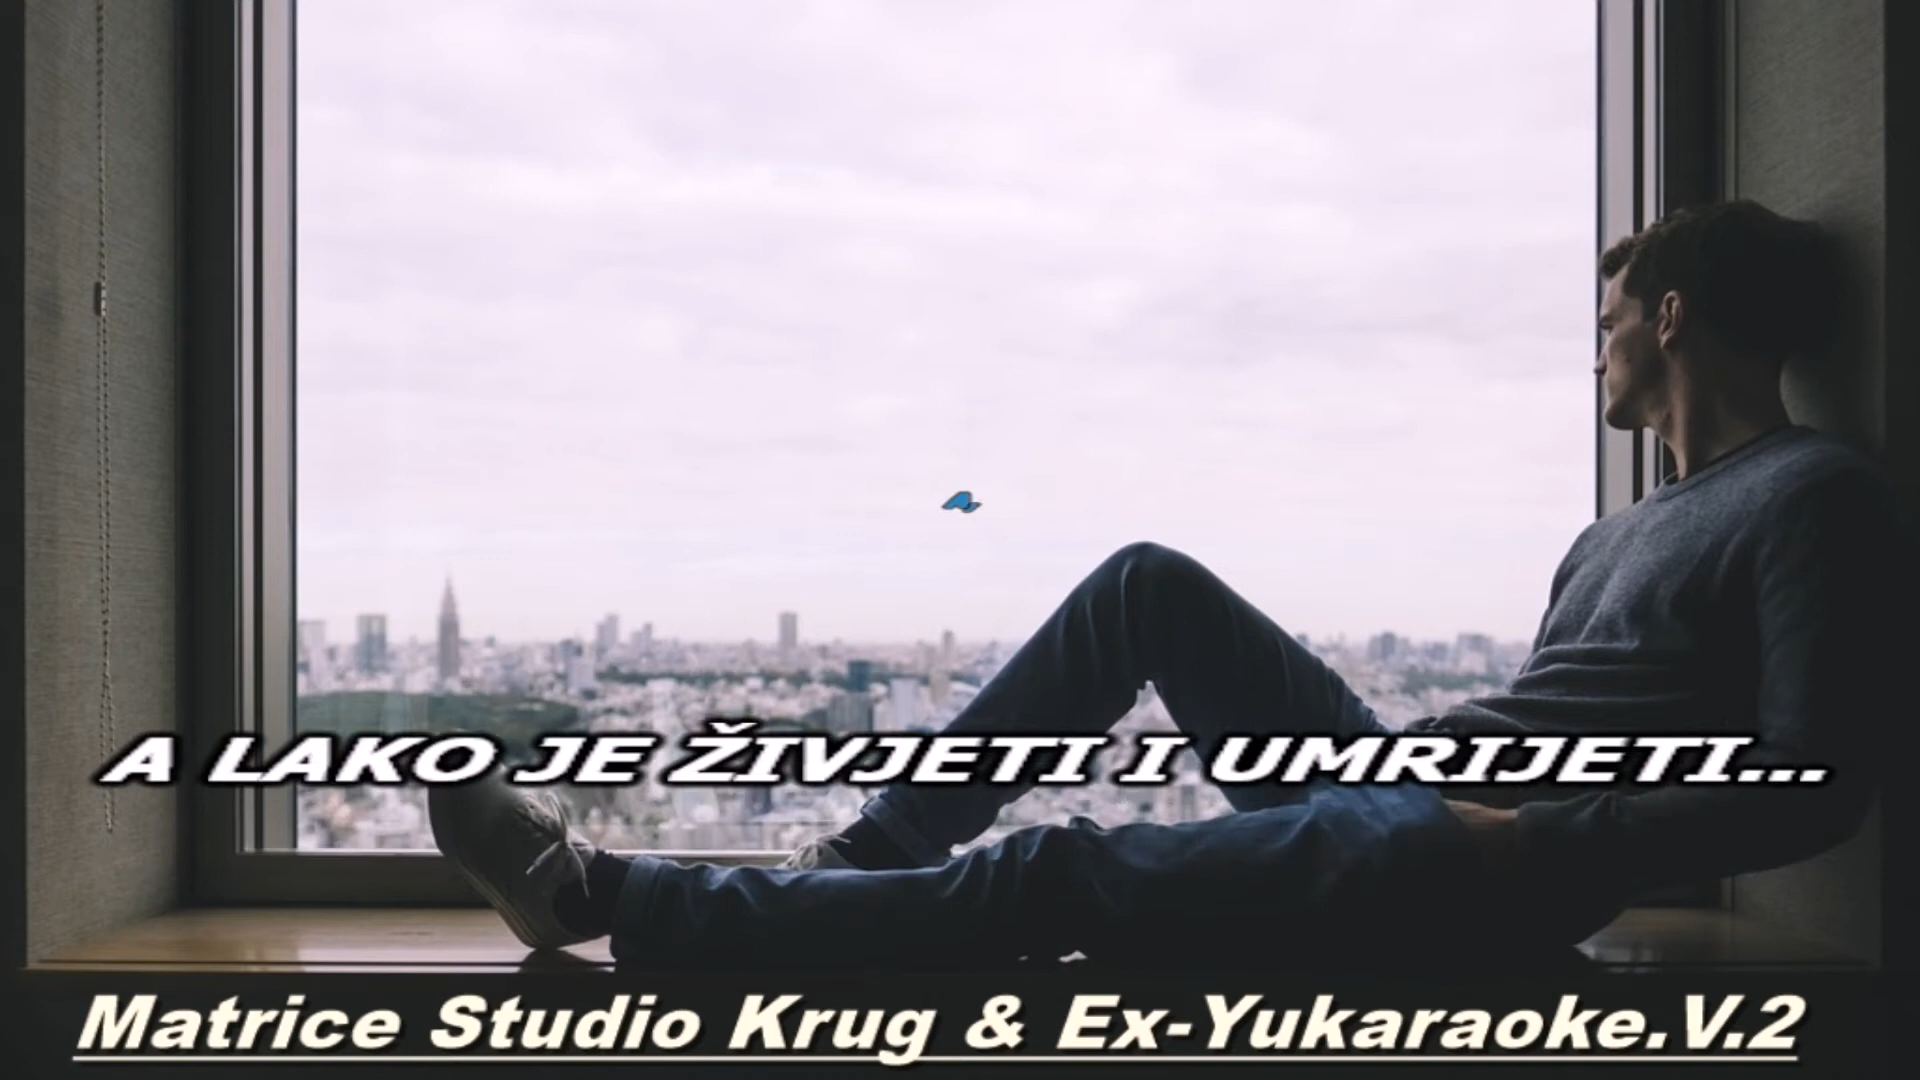 A LAKO JE ŽIVJETI I UMRIJETI...
Matrice Studio Krug & Ex-Yukaraoke.V.2